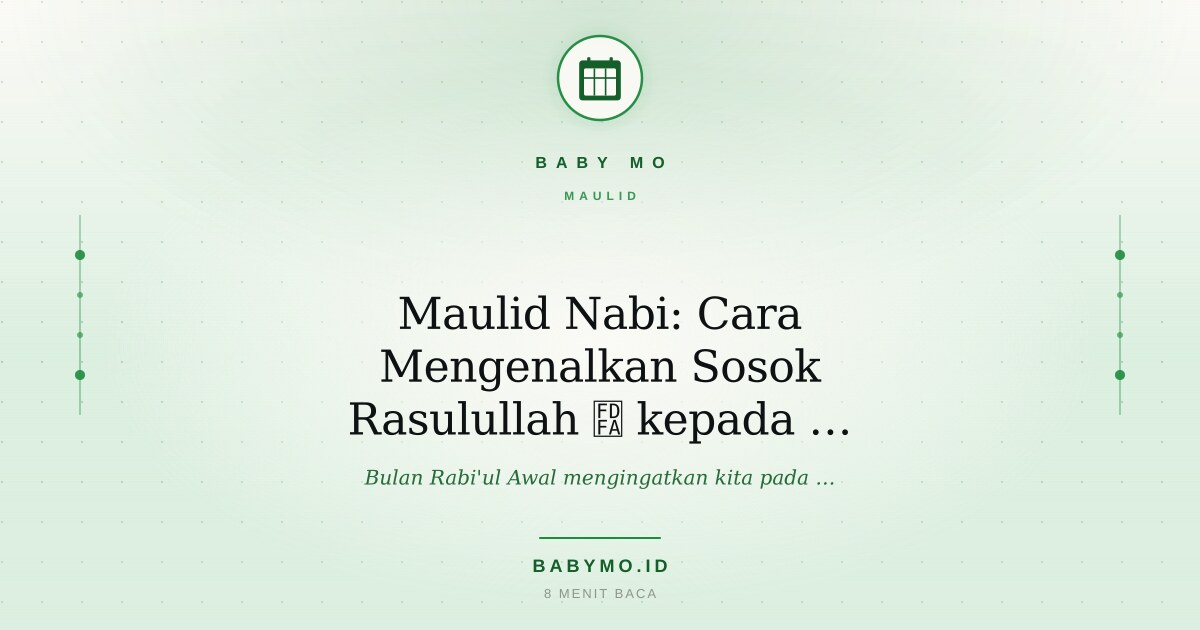 BABY MO
MAULID
Maulid Nabi: Cara
Mengenalkan Sosok
Rasulullah ﷺ kepada ...
Bulan Rabi'ul Awal mengingatkan kita pada ...
BABYMO.ID
8 MENIT BACA